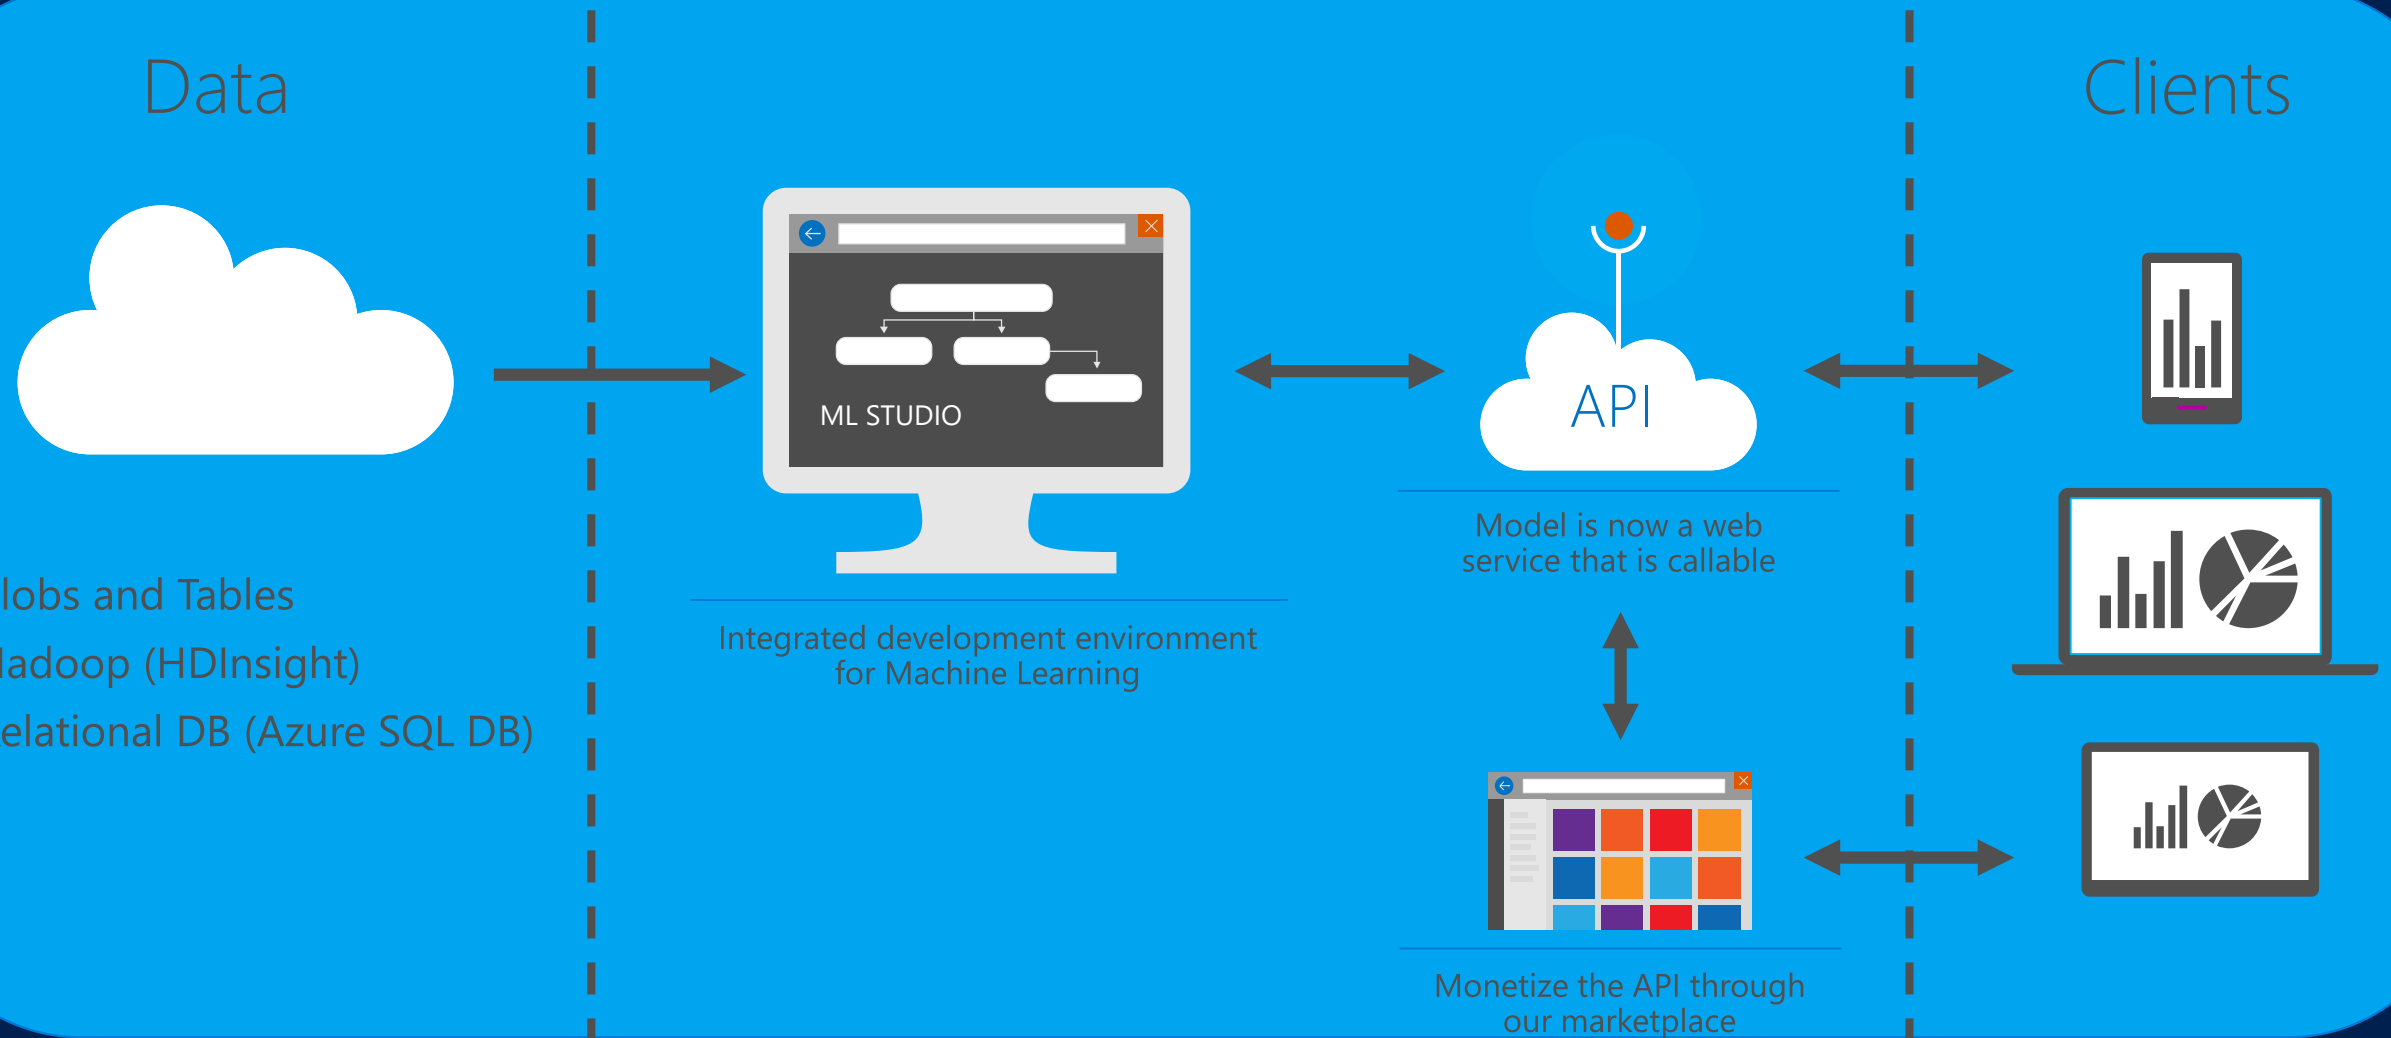 Data
lobs and Tables
adoop (HDInsight)
elational DB (Azure SQL DB)
ML STUDIO
Integrated development environment
for Machine Learning
API
Model is now a web
service that is callable
Monetize the API through
our marketplace
Clients